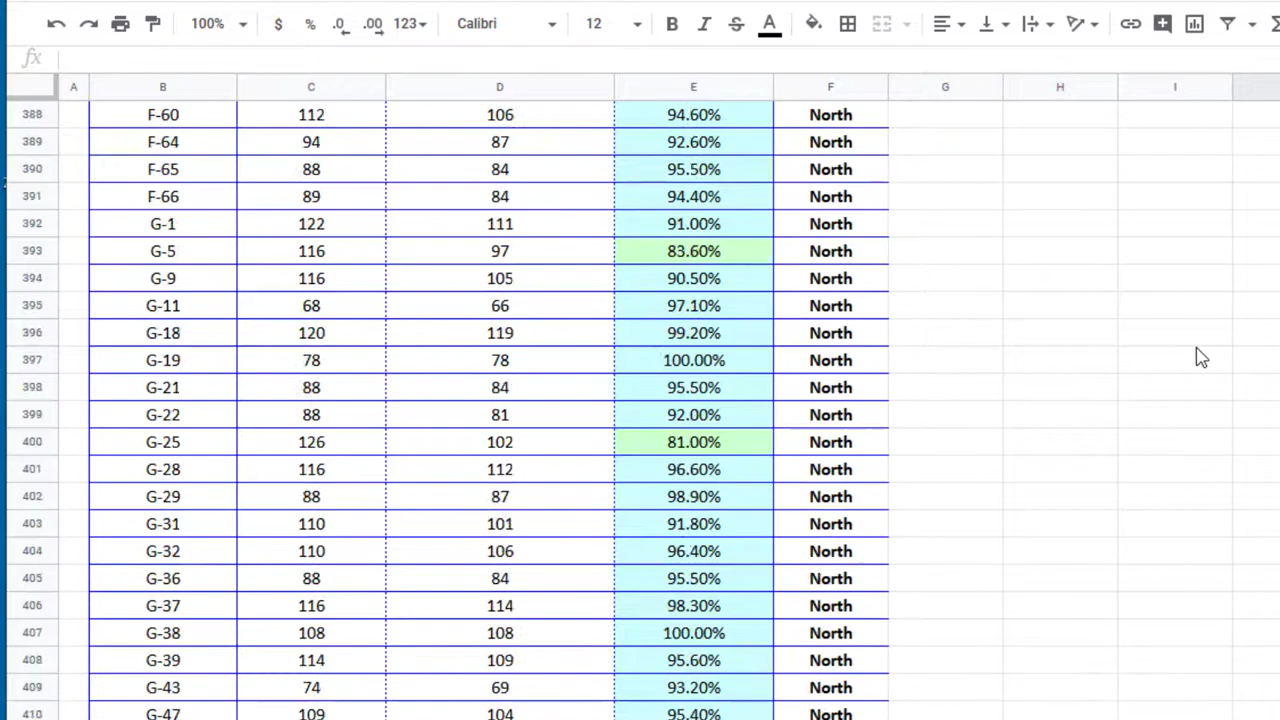 100% $ % .0 .00 123 Calibri 12 B I S A
fx
A B C D E F G H I
388 F-60 112 106 94.60% North
389 F-64 94 87 92.60% North
390 F-65 88 84 95.50% North
391 F-66 89 84 94.40% North
392 G-1 122 111 91.00% North
393 G-5 116 97 83.60% North
394 G-9 116 105 90.50% North
395 G-11 68 66 97.10% North
396 G-18 120 119 99.20% North
397 G-19 78 78 100.00% North
398 G-21 88 84 95.50% North
399 G-22 88 81 92.00% North
400 G-25 126 102 81.00% North
401 G-28 116 112 96.60% North
402 G-29 88 87 98.90% North
403 G-31 110 101 91.80% North
404 G-32 110 106 96.40% North
405 G-36 88 84 95.50% North
406 G-37 116 114 98.30% North
407 G-38 108 108 100.00% North
408 G-39 114 109 95.60% North
409 G-43 74 69 93.20% North
410 G-47 109 104 95.40% North